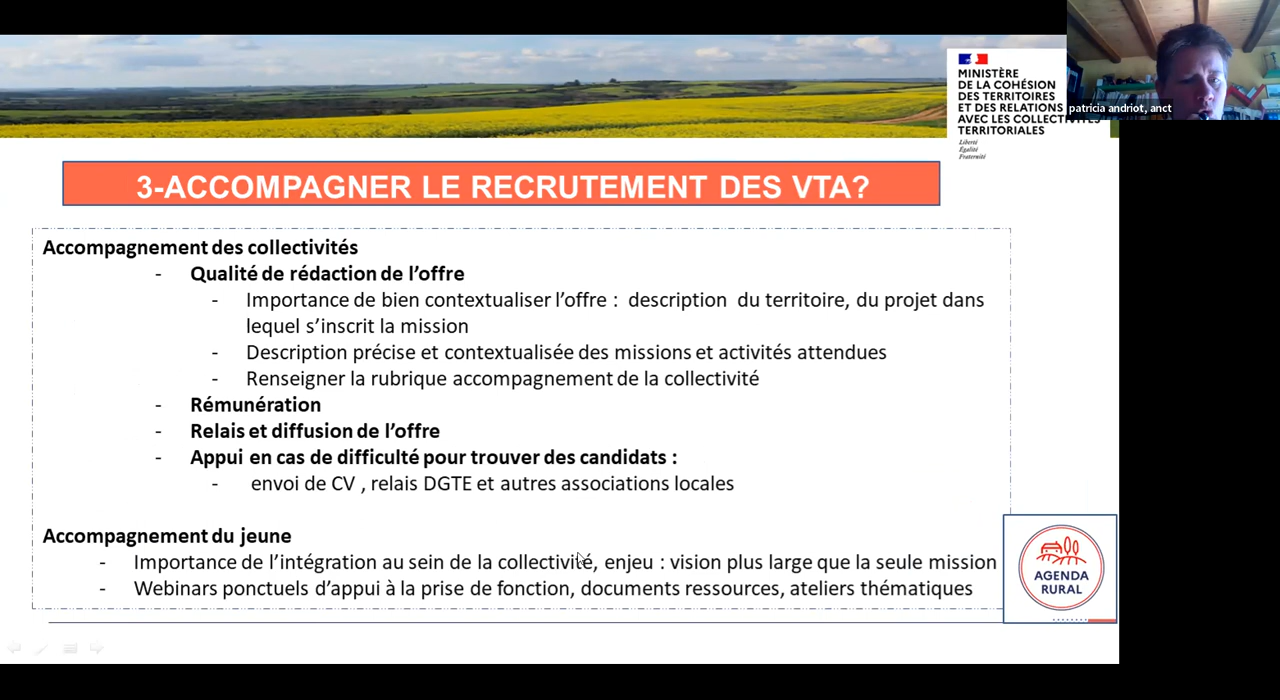 MINISTÈRE
DE LA COHÉSION
DES TERRITOIRES
ET DES RELATIONS
AVEC LES COLLECTIVITÉS
TERRITORIALES
Liberté
Égalité
Fraternité
patricia andriot, anct
3-ACCOMPAGNER LE RECRUTEMENT DES VTA?
Accompagnement des collectivités
- Qualité de rédaction de l’offre
- Importance de bien contextualiser l’offre : description du territoire, du projet dans
lequel s’inscrit la mission
- Description précise et contextualisée des missions et activités attendues
- Renseigner la rubrique accompagnement de la collectivité
- Rémunération
- Relais et diffusion de l’offre
- Appui en cas de difficulté pour trouver des candidats :
- envoi de CV , relais DGTE et autres associations locales
Accompagnement du jeune
- Importance de l’intégration au sein de la collectivité, enjeu : vision plus large que la seule mission
- Webinars ponctuels d’appui à la prise de fonction, documents ressources, ateliers thématiques
AGENDA
RURAL